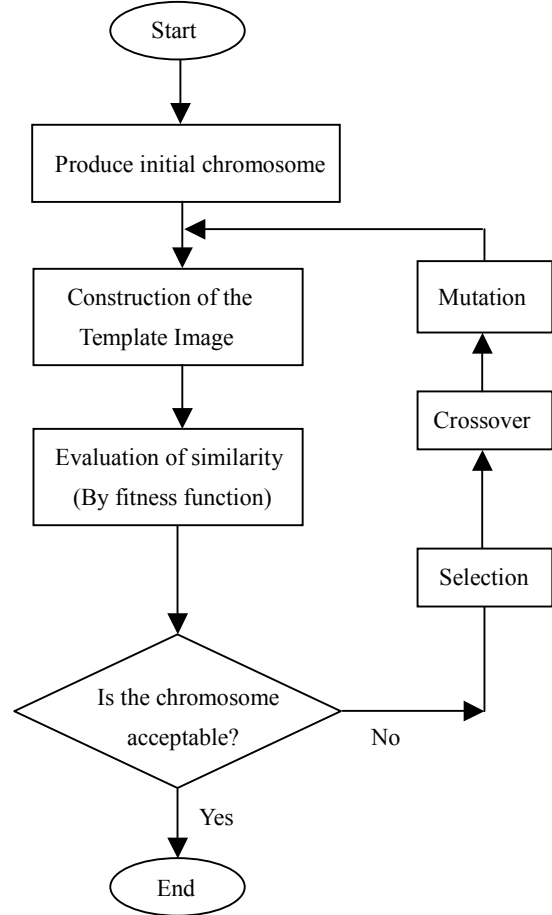 Start
Produce initial chromosome
Construction of the
Template Image
Mutation
Crossover
Evaluation of similarity
(By fitness function)
Selection
Is the chromosome
acceptable?
No
Yes
End